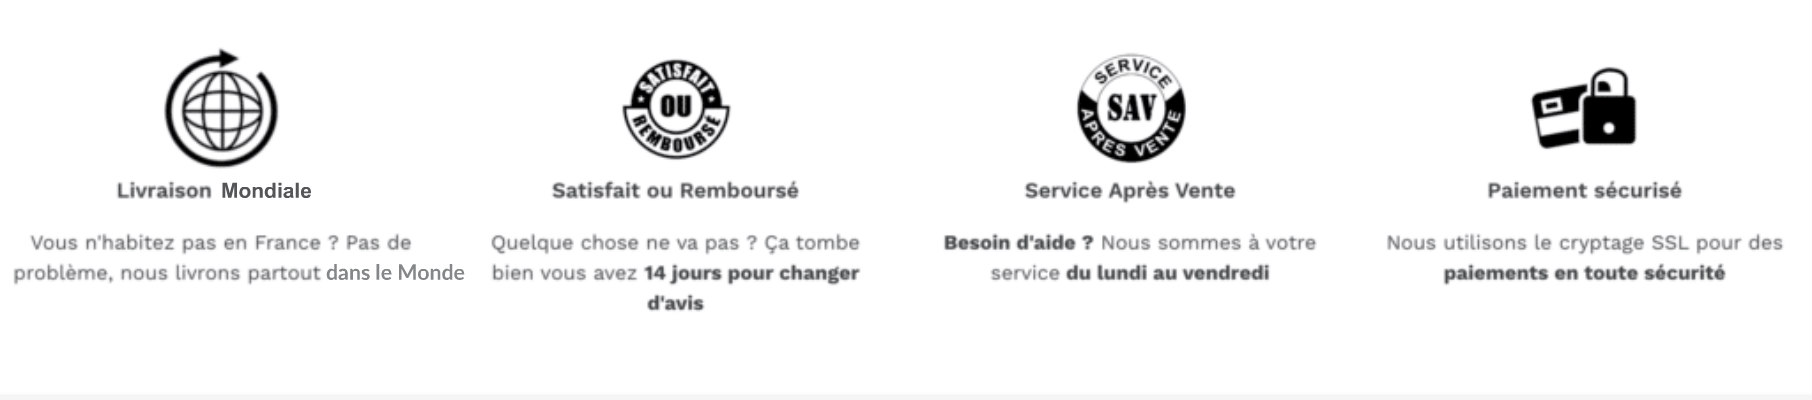 SATISFAIT
OU
REMBOURSÉ
SERVICE
SAV
APRES VENTE
Livraison Mondiale
Vous n'habitez pas en France ? Pas de
problème, nous livrons partout dans le Monde
Satisfait ou Remboursé
Quelque chose ne va pas ? Ça tombe
bien vous avez 14 jours pour changer
d'avis
Service Après Vente
Besoin d'aide ? Nous sommes à votre
service du lundi au vendredi
Paiement sécurisé
Nous utilisons le cryptage SSL pour des
paiements en toute sécurité